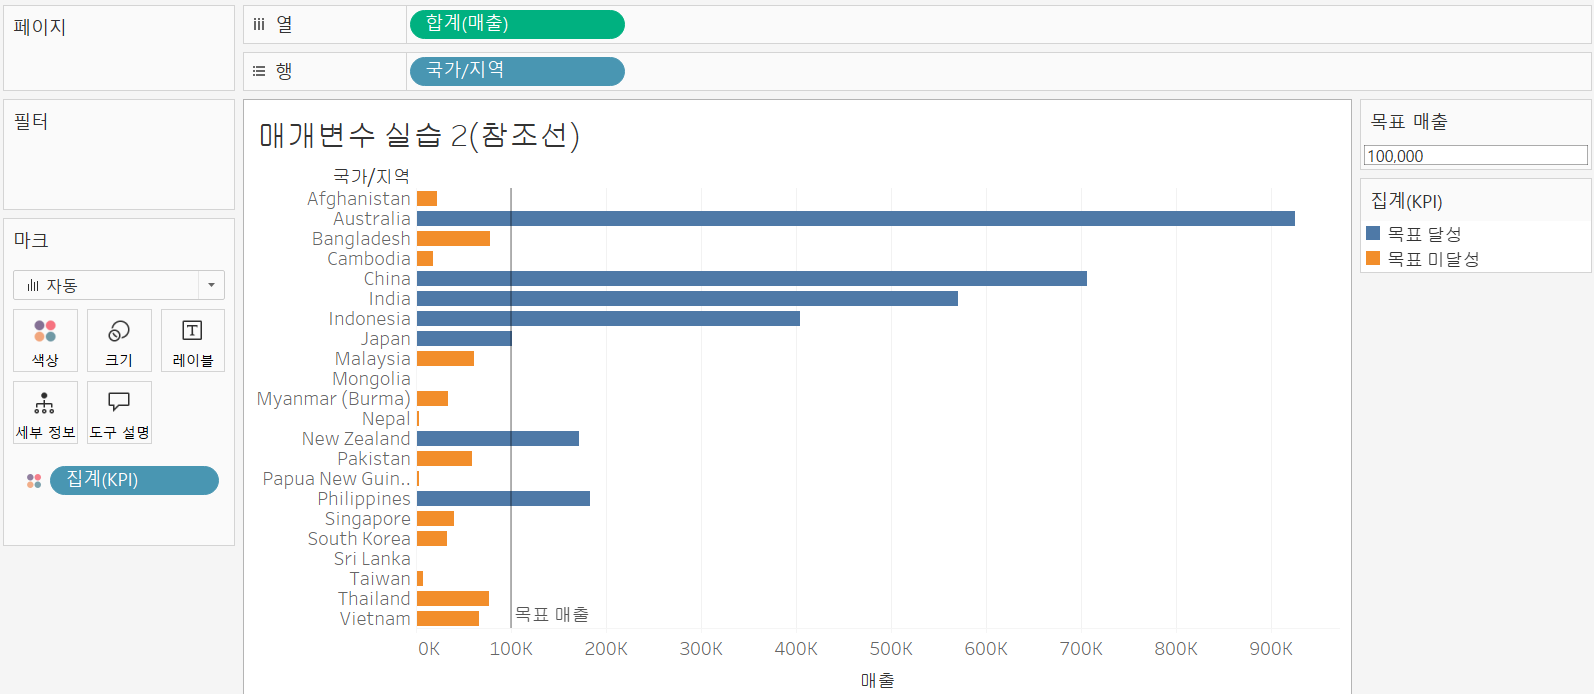 페이지
열
합계(매출)
행
국가/지역
필터
마크
자동
색상
크기
레이블
세부 정보
도구 설명
집계(KPI)
매개변수 실습 2(참조선)
국가/지역
Afghanistan
Australia
Bangladesh
Cambodia
China
India
Indonesia
Japan
Malaysia
Mongolia
Myanmar (Burma)
Nepal
New Zealand
Pakistan
Papua New Guin..
Philippines
Singapore
South Korea
Sri Lanka
Taiwan
Thailand
Vietnam
목표 매출
0K 100K 200K 300K 400K 500K 600K 700K 800K 900K
매출
목표 매출
100,000
집계(KPI)
목표 달성
목표 미달성